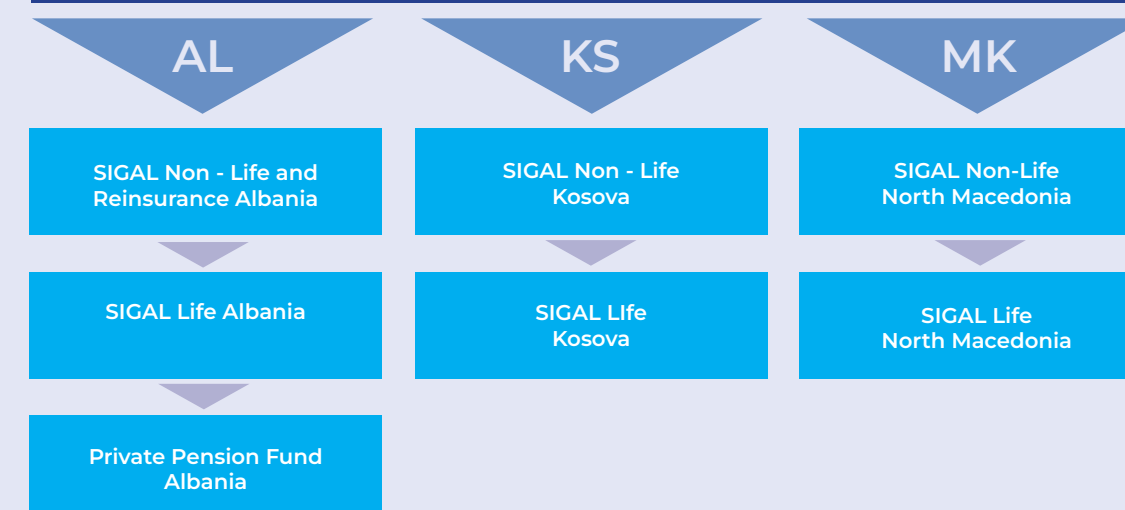 AL
SIGAL Non - Life and
Reinsurance Albania
SIGAL Life Albania
Private Pension Fund
Albania
KS
SIGAL Non - Life
Kosova
SIGAL LIfe
Kosova
MK
SIGAL Non-Life
North Macedonia
SIGAL Life
North Macedonia